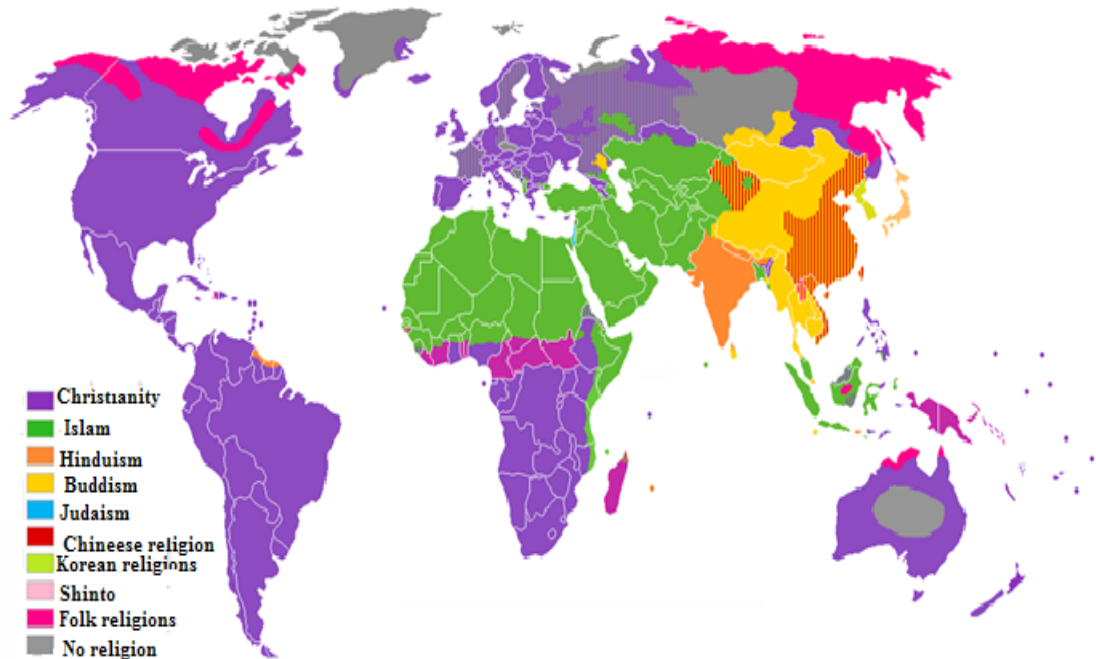 Christianity
Islam
Hinduism
Buddism
Judaism
Chineese religion
Korean religions
Shinto
Folk religions
No religion